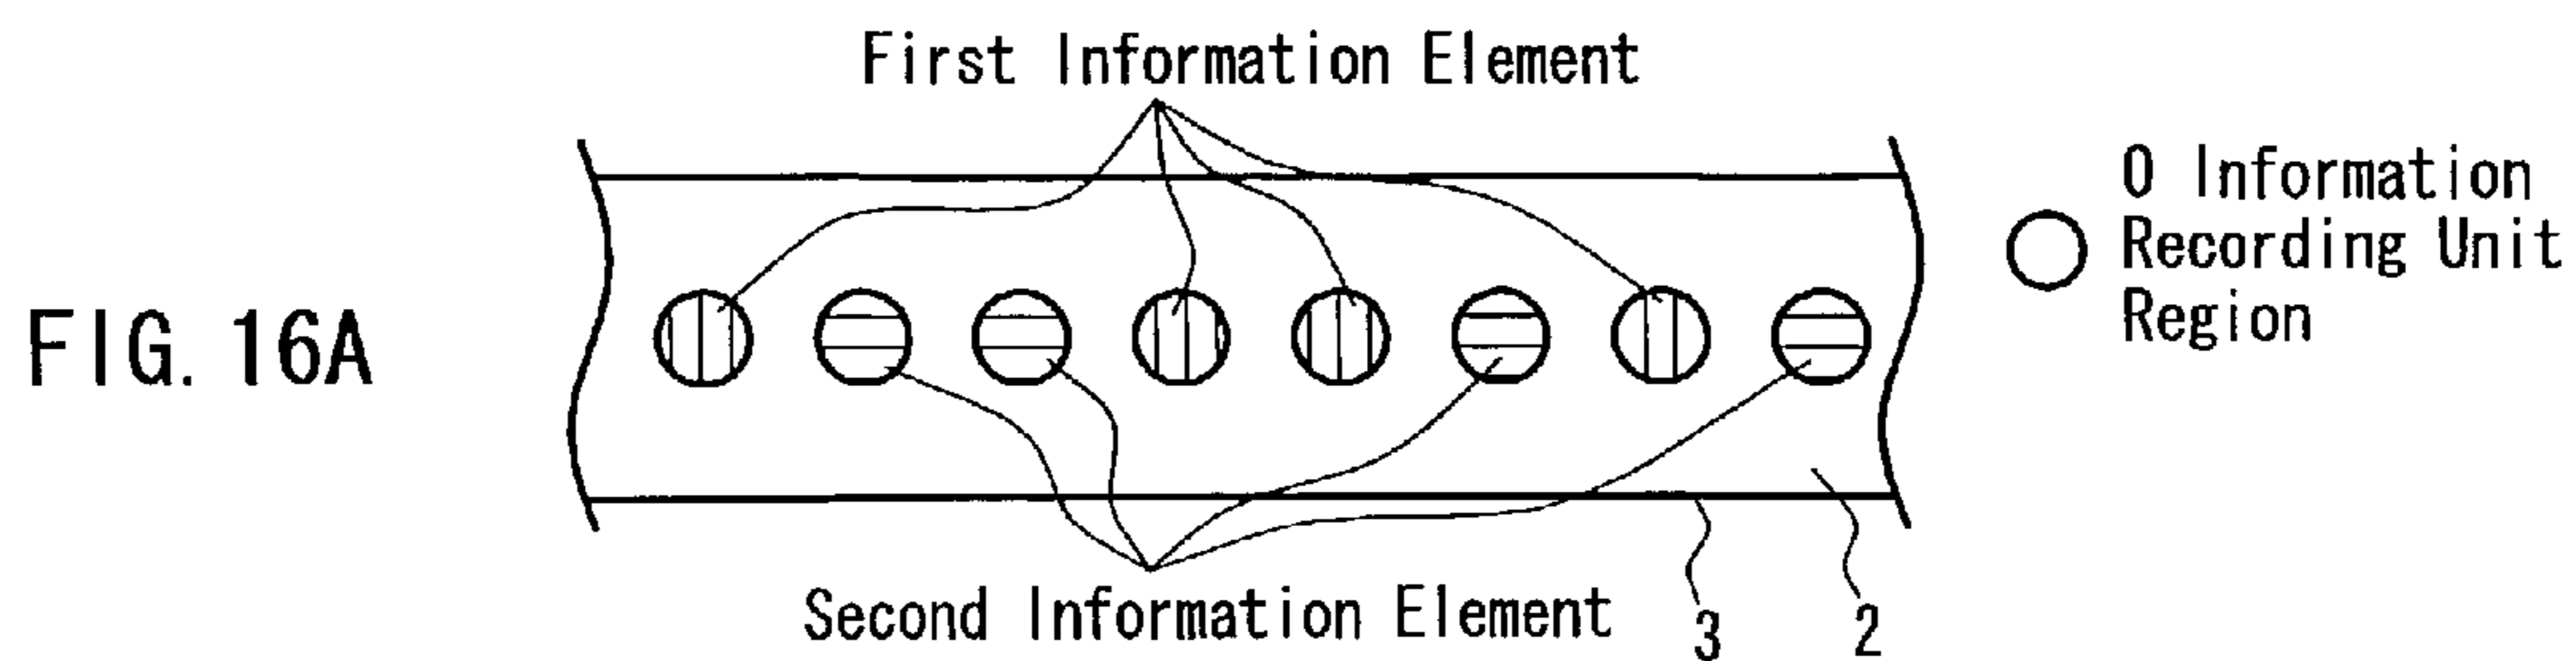 First Information Element
0 Information
Recording Unit
Region
FIG. 16A
Second Information Element
3
2